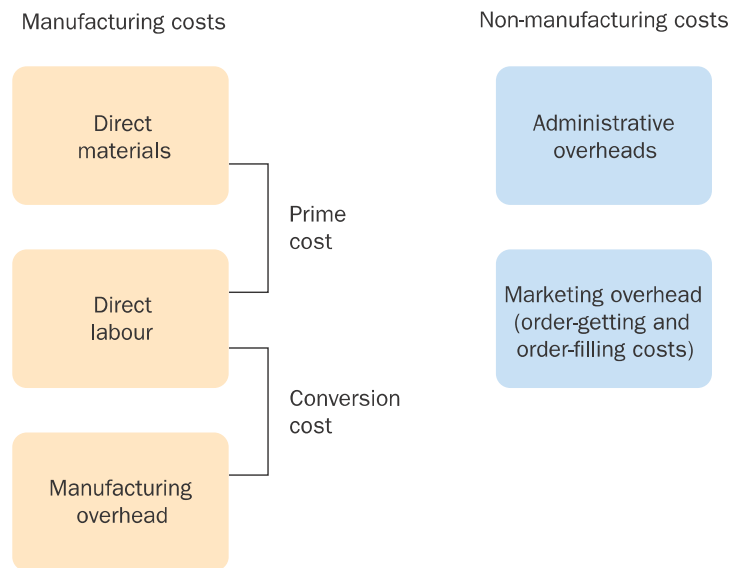 Manufacturing costs
Non-manufacturing costs
Direct
materials
Administrative
overheads
Prime
cost
Direct
labour
Marketing overhead
(order-getting and
order-filling costs)
Conversion
cost
Manufacturing
overhead